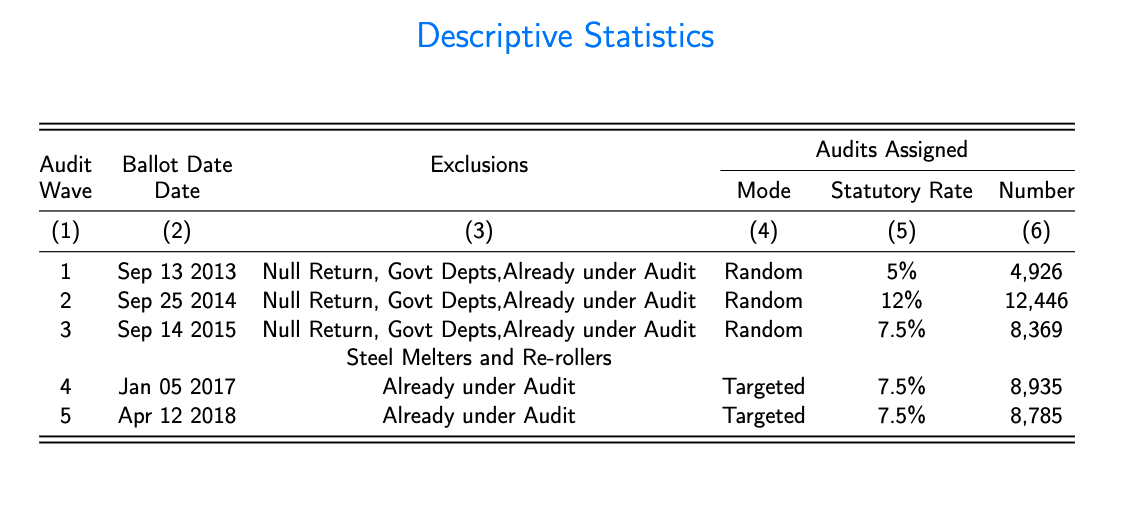 Descriptive Statistics
Audits Assigned
Audit Ballot Date Exclusions
Wave Date Mode Statutory Rate Number
(1) (2) (3) (4) (5) (6)
1 Sep 13 2013 Null Return, Govt Depts,Already under Audit Random 5% 4,926
2 Sep 25 2014 Null Return, Govt Depts,Already under Audit Random 12% 12,446
3 Sep 14 2015 Null Return, Govt Depts,Already under Audit Random 7.5% 8,369
Steel Melters and Re-rollers
4 Jan 05 2017 Already under Audit Targeted 7.5% 8,935
5 Apr 12 2018 Already under Audit Targeted 7.5% 8,785